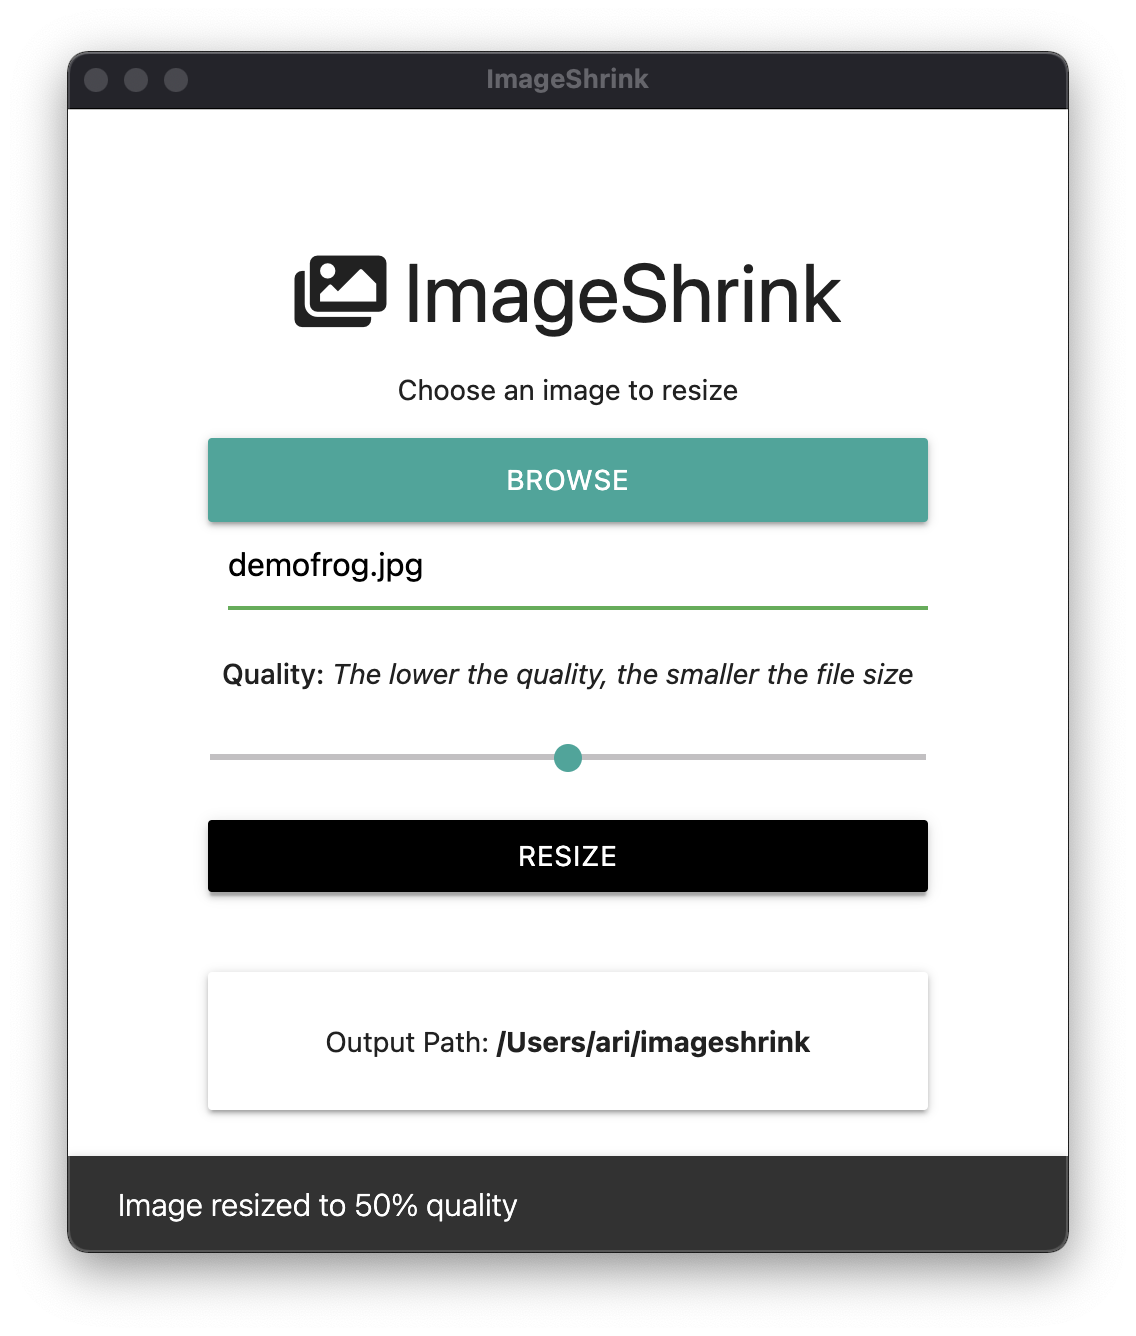 ImageShrink
ImageShrink
Choose an image to resize
BROWSE
demofrog.jpg
Quality: The lower the quality, the smaller the file size
RESIZE
Output Path: /Users/ari/imageshrink
Image resized to 50% quality